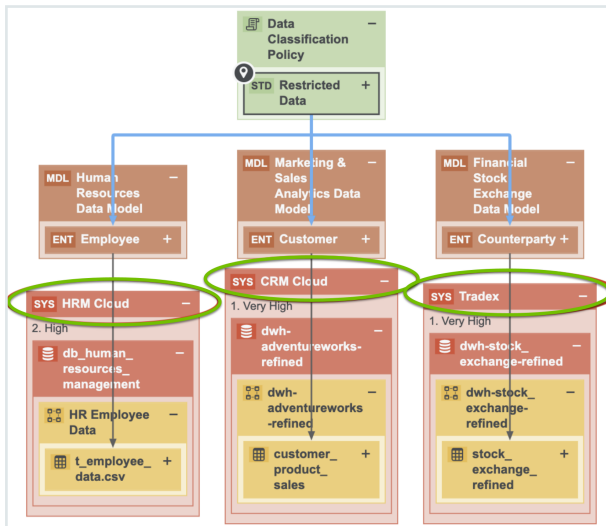 Data
Classification
Policy
STD Restricted
Data
MDL Human
Resources
Data Model
ENT Employee
MDL Marketing &
Sales
Analytics Data
Model
ENT Customer
MDL Financial
Stock
Exchange
Data Model
ENT Counterparty
SYS HRM Cloud
2. High
db_human_
resources_
management
HR Employee
Data
t_employee_
data.csv
SYS CRM Cloud
1. Very High
dwh-
adventureworks-
refined
dwh-
adventureworks
-refined
customer_
product_
sales
SYS Tradex
1. Very High
dwh-stock_
exchange-refined
dwh-stock_
exchange-
refined
stock_
exchange_
refined